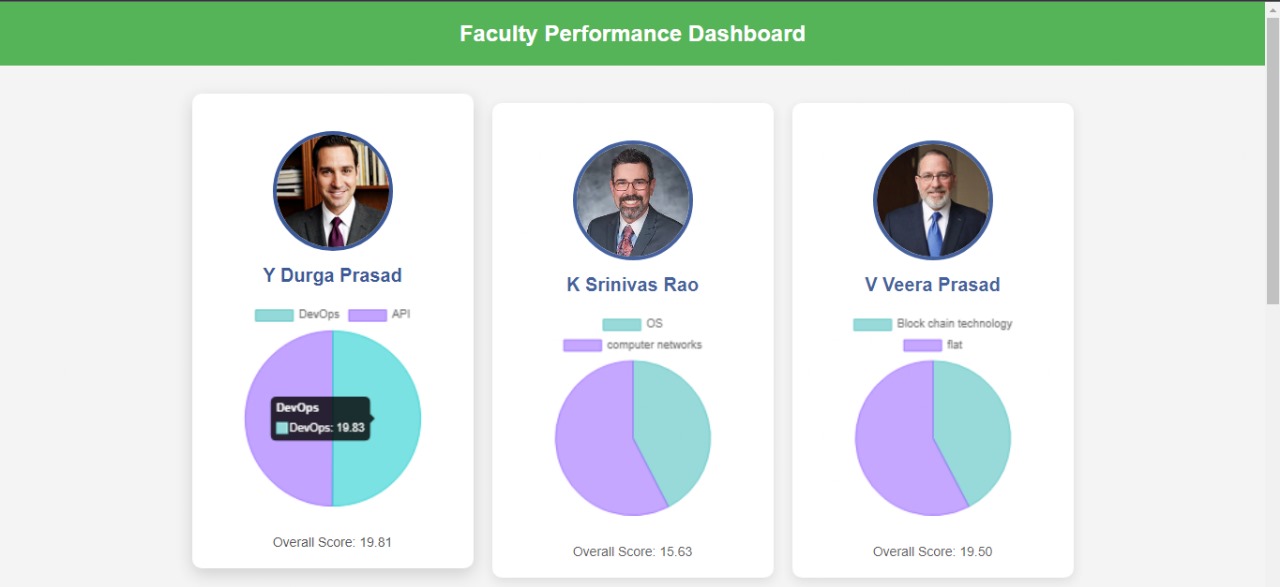 Faculty Performance Dashboard
Y Durga Prasad
DevOps API
DevOps
DevOps: 19.83
Overall Score: 19.81
K Srinivas Rao
OS
computer networks
Overall Score: 15.63
V Veera Prasad
Block chain technology
flat
Overall Score: 19.50